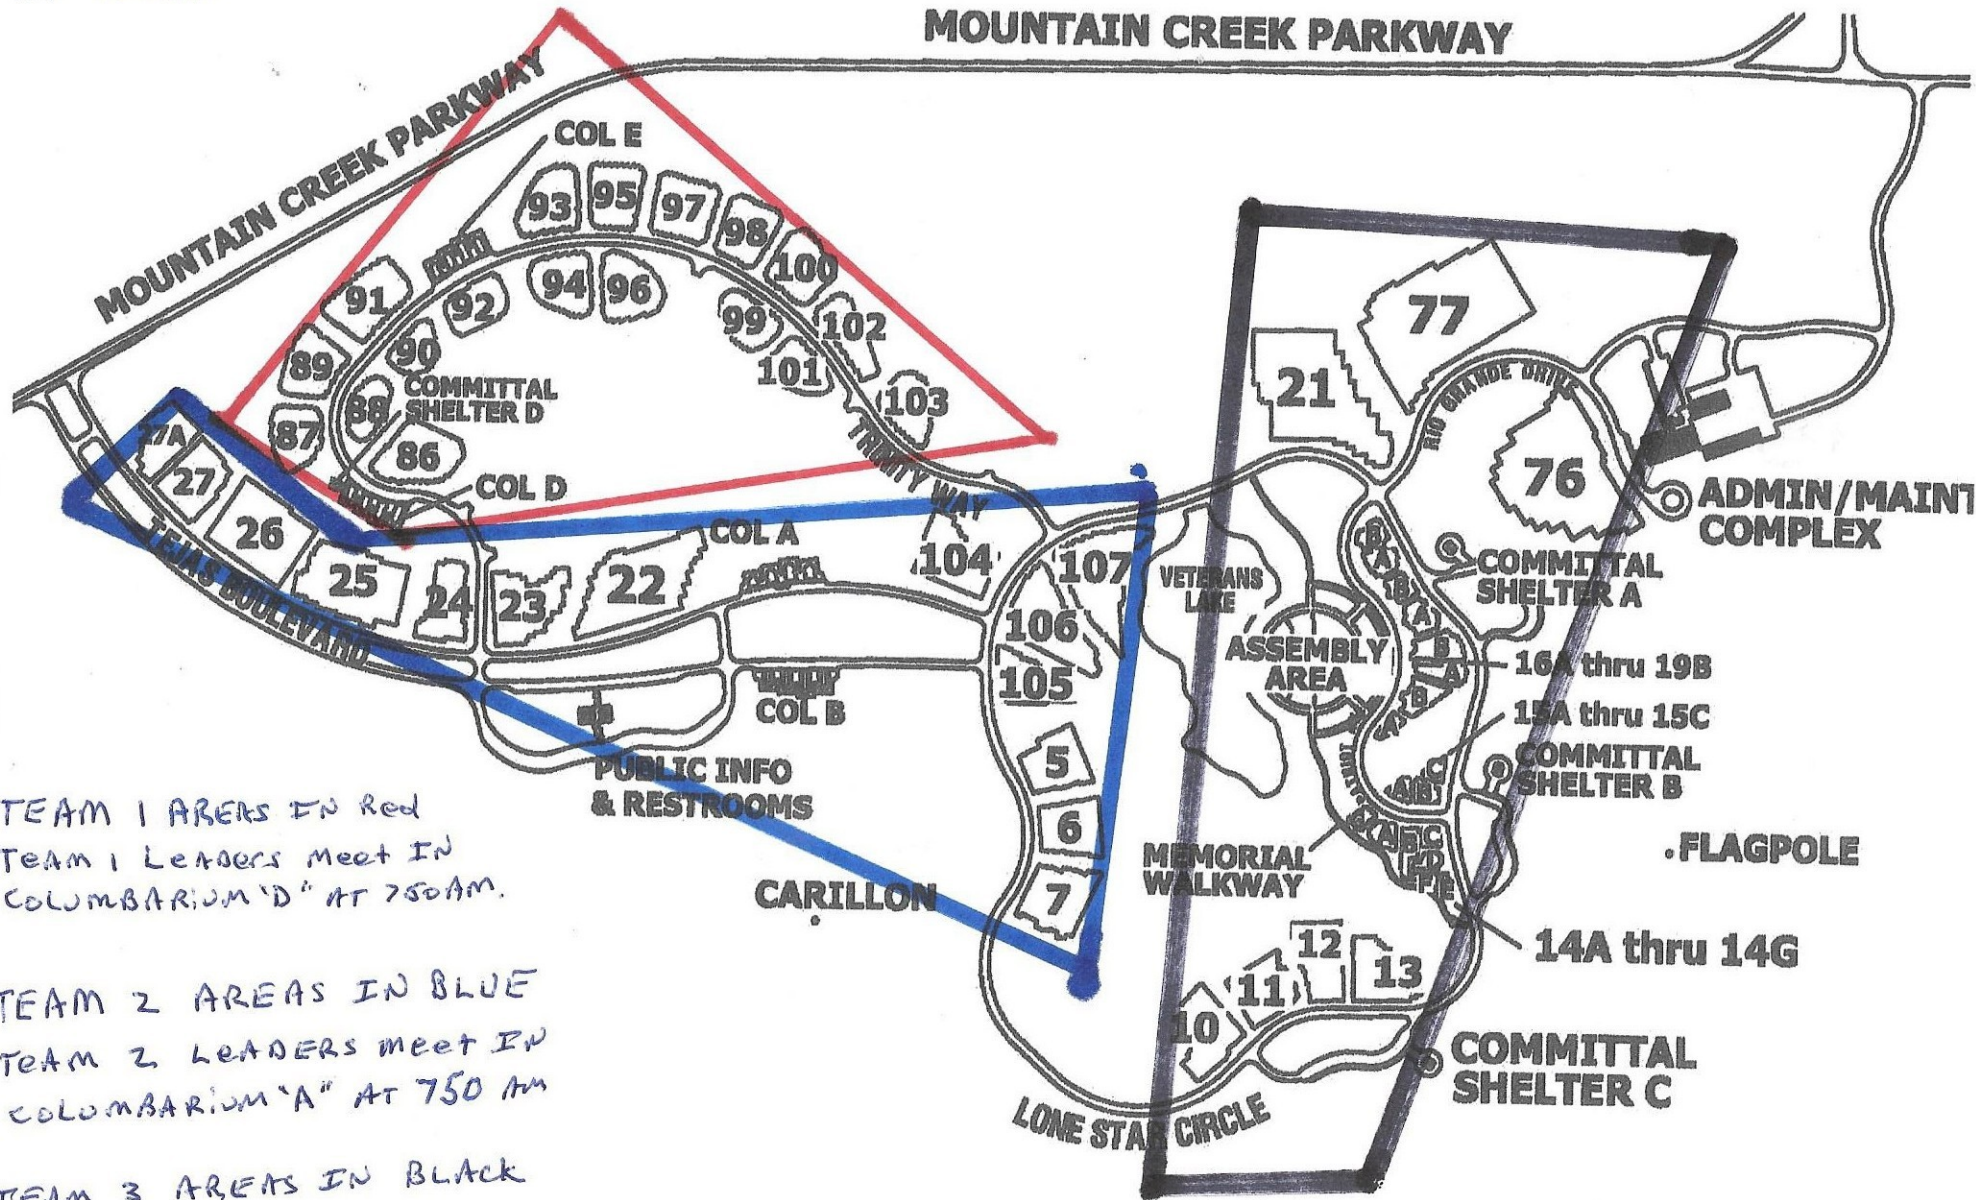 MOUNTAIN CREEK PARKWAY
MOUNTAIN CREEK PARKWAY
COL E
93
95
97
98
100
91
92
94
96
99
102
101
89
90
COMMITTAL
SHELTER D
88
87
86
103
TRINITY WAY
COL D
77
21
RIO GRANDE DRIVE
76
ADMIN/MAINT
COMPLEX
27A
27
26
25
24
23
22
COL A
104
107
106
105
TEJAS BOULEVARD
VETERANS
LAKE
ASSEMBLY
AREA
B
A
B
A
B
A
B
A
COMMITTAL
SHELTER A
16A thru 19B
15A thru 15C
COMMITTAL
SHELTER B
COL B
PUBLIC INFO
& RESTROOMS
5
6
7
CARILLON
MEMORIAL
WALKWAY
A B C
C
D
F E
FLAGPOLE
14A thru 14G
10
11
12
13
COMMITTAL
SHELTER C
LONE STAR CIRCLE
TEAM 1 AREAS IN Red
TEAM 1 LEADERS Meet IN
COLUMBARIUM "D" AT 750AM.
TEAM 2 AREAS IN BLUE
TEAM 2 LEADERS meet IN
COLUMBARIUM "A" AT 750 AM
TEAM 3 AREAS IN BLACK